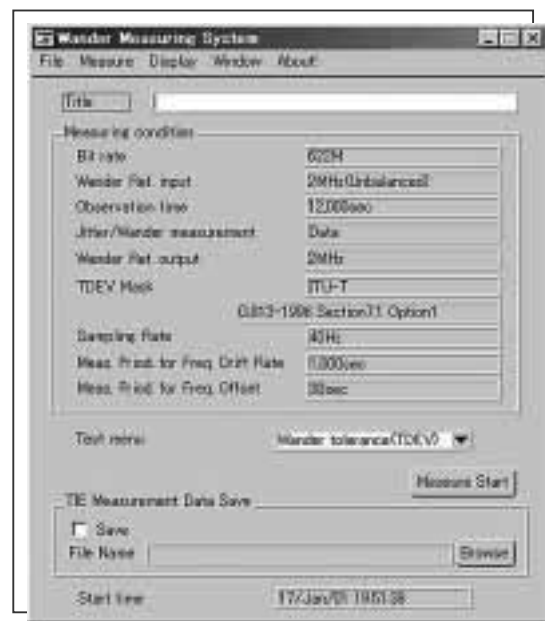 Wander Measuring System
File Measure Display Window About
Title
Measuring condition
Bit rate 622M
Wander Ref. input 2MHz(Unbalanced)
Observation time 12,000sec
Jitter/Wander measurement Data
Wander Ref. output 2MHz
TDEV Mask ITU-T
G.813-1996 Section7.1 Option1
Sampling Rate 40Hz
Meas. Priod. for Freq. Drift Rate 1,000sec
Meas. Priod. for Freq. Offset 30sec
Test menu Wander tolerance(TDEV)
Measure Start
TIE Measurement Data Save
Save
File Name Browse
Start time 17/Jan/01